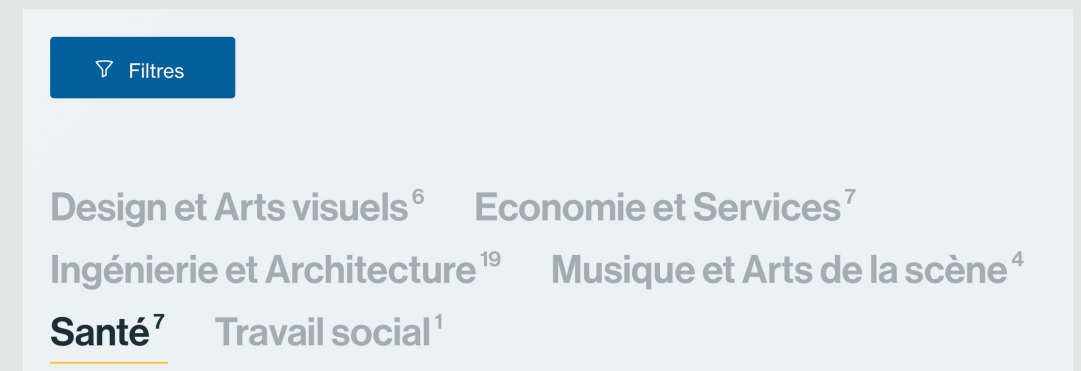 Filtres
Design et Arts visuels 6 Economie et Services 7
Ingénierie et Architecture 19 Musique et Arts de la scène 4
Santé 7 Travail social 1